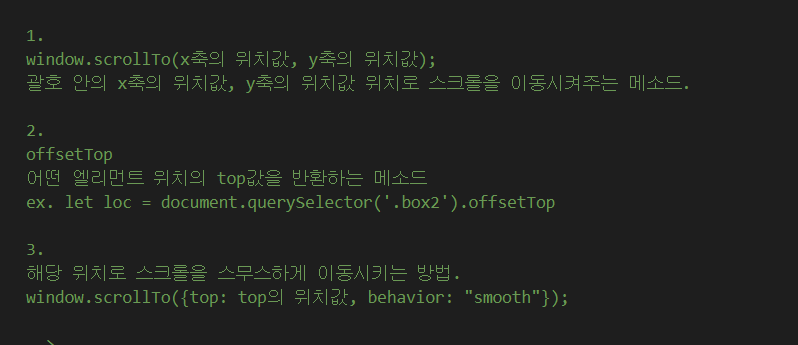 1.
window.scrollTo(x축의 위치값, y축의 위치값);
괄호 안의 x축의 위치값, y축의 위치값 위치로 스크롤을 이동시켜주는 메소드.
2.
offsetTop
어떤 엘리먼트 위치의 top값을 반환하는 메소드
ex. let loc = document.querySelector('.box2').offsetTop
3.
해당 위치로 스크롤을 스무스하게 이동시키는 방법.
window.scrollTo({top: top의 위치값, behavior: "smooth"});